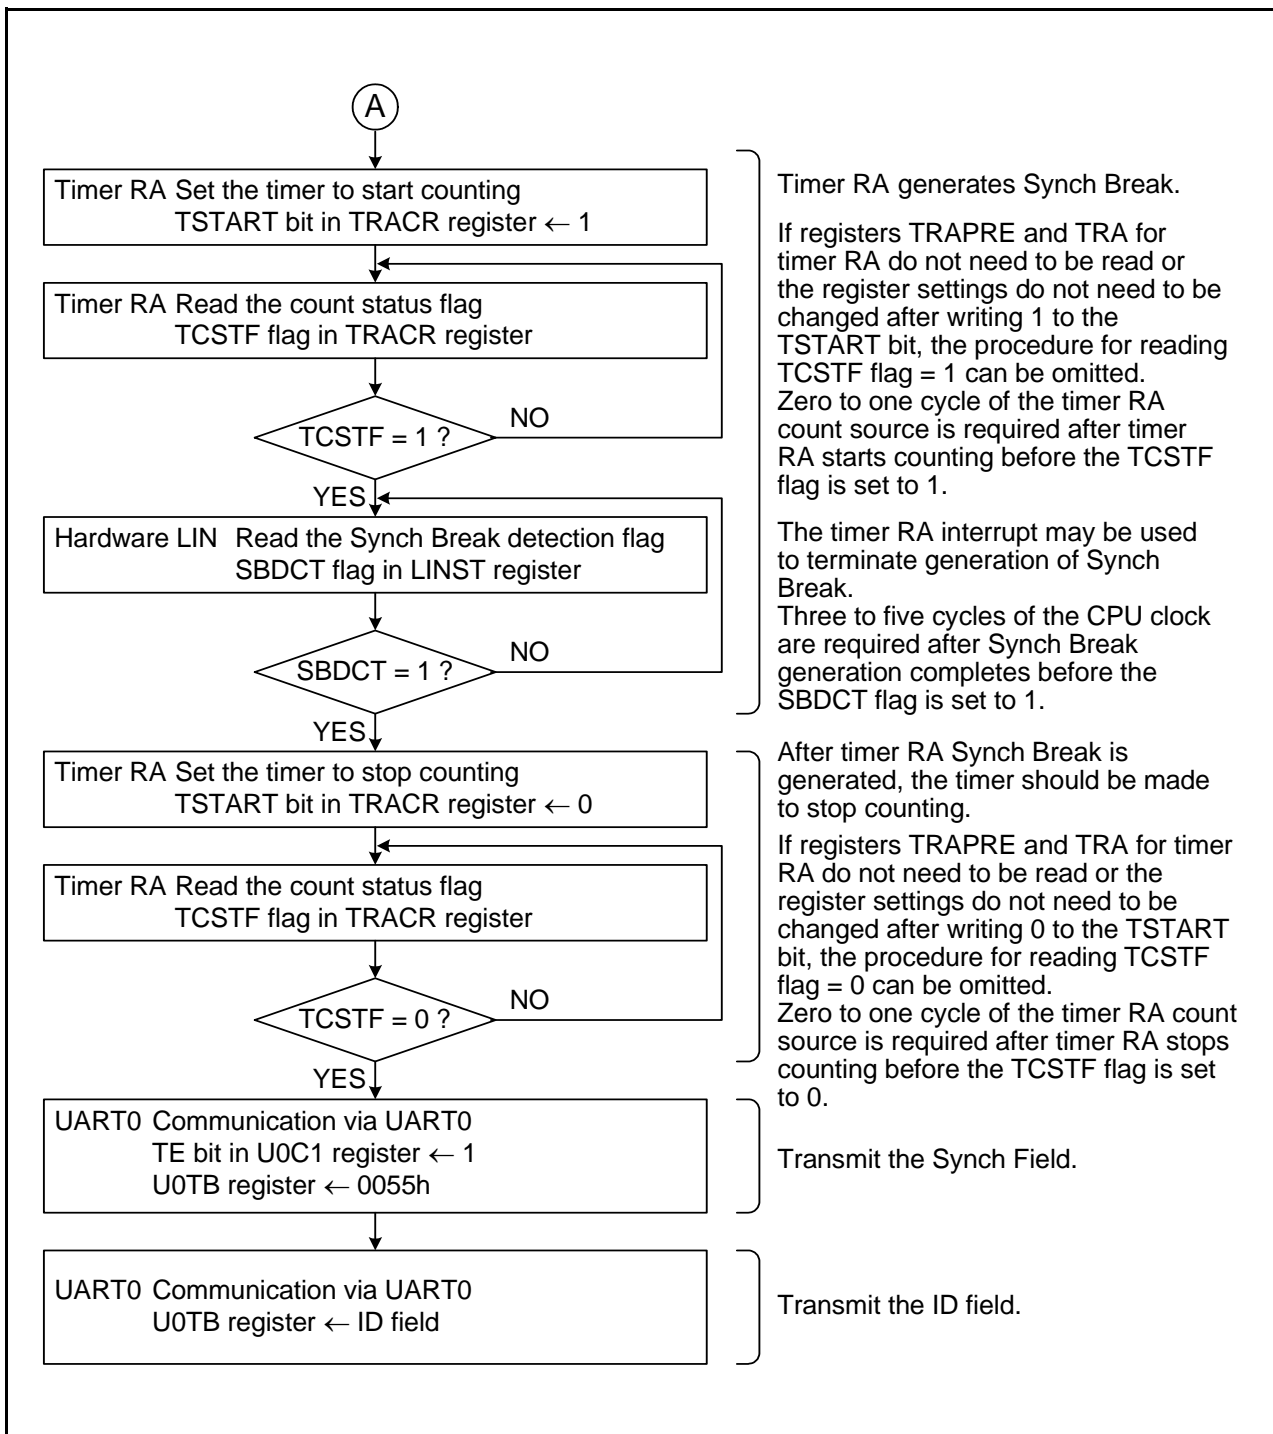 A
Timer RA Set the timer to start counting
TSTART bit in TRACR register ← 1
Timer RA Read the count status flag
TCSTF flag in TRACR register
TCSTF = 1 ?
NO
YES
Hardware LIN Read the Synch Break detection flag
SBDCT flag in LINST register
SBDCT = 1 ?
NO
YES
Timer RA generates Synch Break.
If registers TRAPRE and TRA for
timer RA do not need to be read or
the register settings do not need to be
changed after writing 1 to the
TSTART bit, the procedure for reading
TCSTF flag = 1 can be omitted.
Zero to one cycle of the timer RA
count source is required after timer
RA starts counting before the TCSTF
flag is set to 1.
The timer RA interrupt may be used
to terminate generation of Synch
Break.
Three to five cycles of the CPU clock
are required after Synch Break
generation completes before the
SBDCT flag is set to 1.
Timer RA Set the timer to stop counting
TSTART bit in TRACR register ← 0
Timer RA Read the count status flag
TCSTF flag in TRACR register
TCSTF = 0 ?
NO
YES
After timer RA Synch Break is
generated, the timer should be made
to stop counting.
If registers TRAPRE and TRA for timer
RA do not need to be read or the
register settings do not need to be
changed after writing 0 to the TSTART
bit, the procedure for reading TCSTF
flag = 0 can be omitted.
Zero to one cycle of the timer RA count
source is required after timer RA stops
counting before the TCSTF flag is set
to 0.
UART0 Communication via UART0
TE bit in U0C1 register ← 1
U0TB register ← 0055h
Transmit the Synch Field.
UART0 Communication via UART0
U0TB register ← ID field
Transmit the ID field.